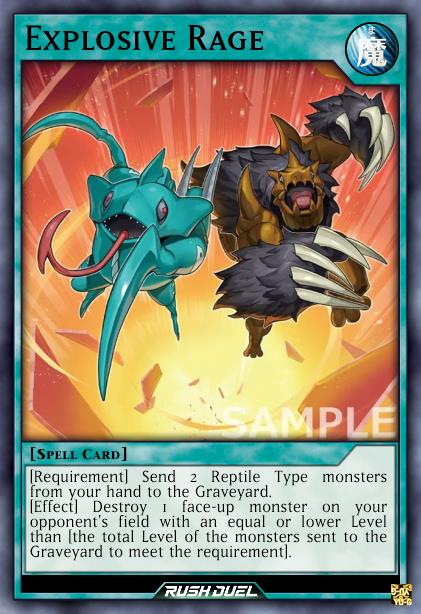 Explosive Rage
ま
魔
SAMPLE
[Spell Card]
[Requirement] Send 2 Reptile Type monsters
from your hand to the Graveyard.
[Effect] Destroy 1 face-up monster on your
opponent's field with an equal or lower Level
than [the total Level of the monsters sent to the
Graveyard to meet the requirement].
RUSH DUEL